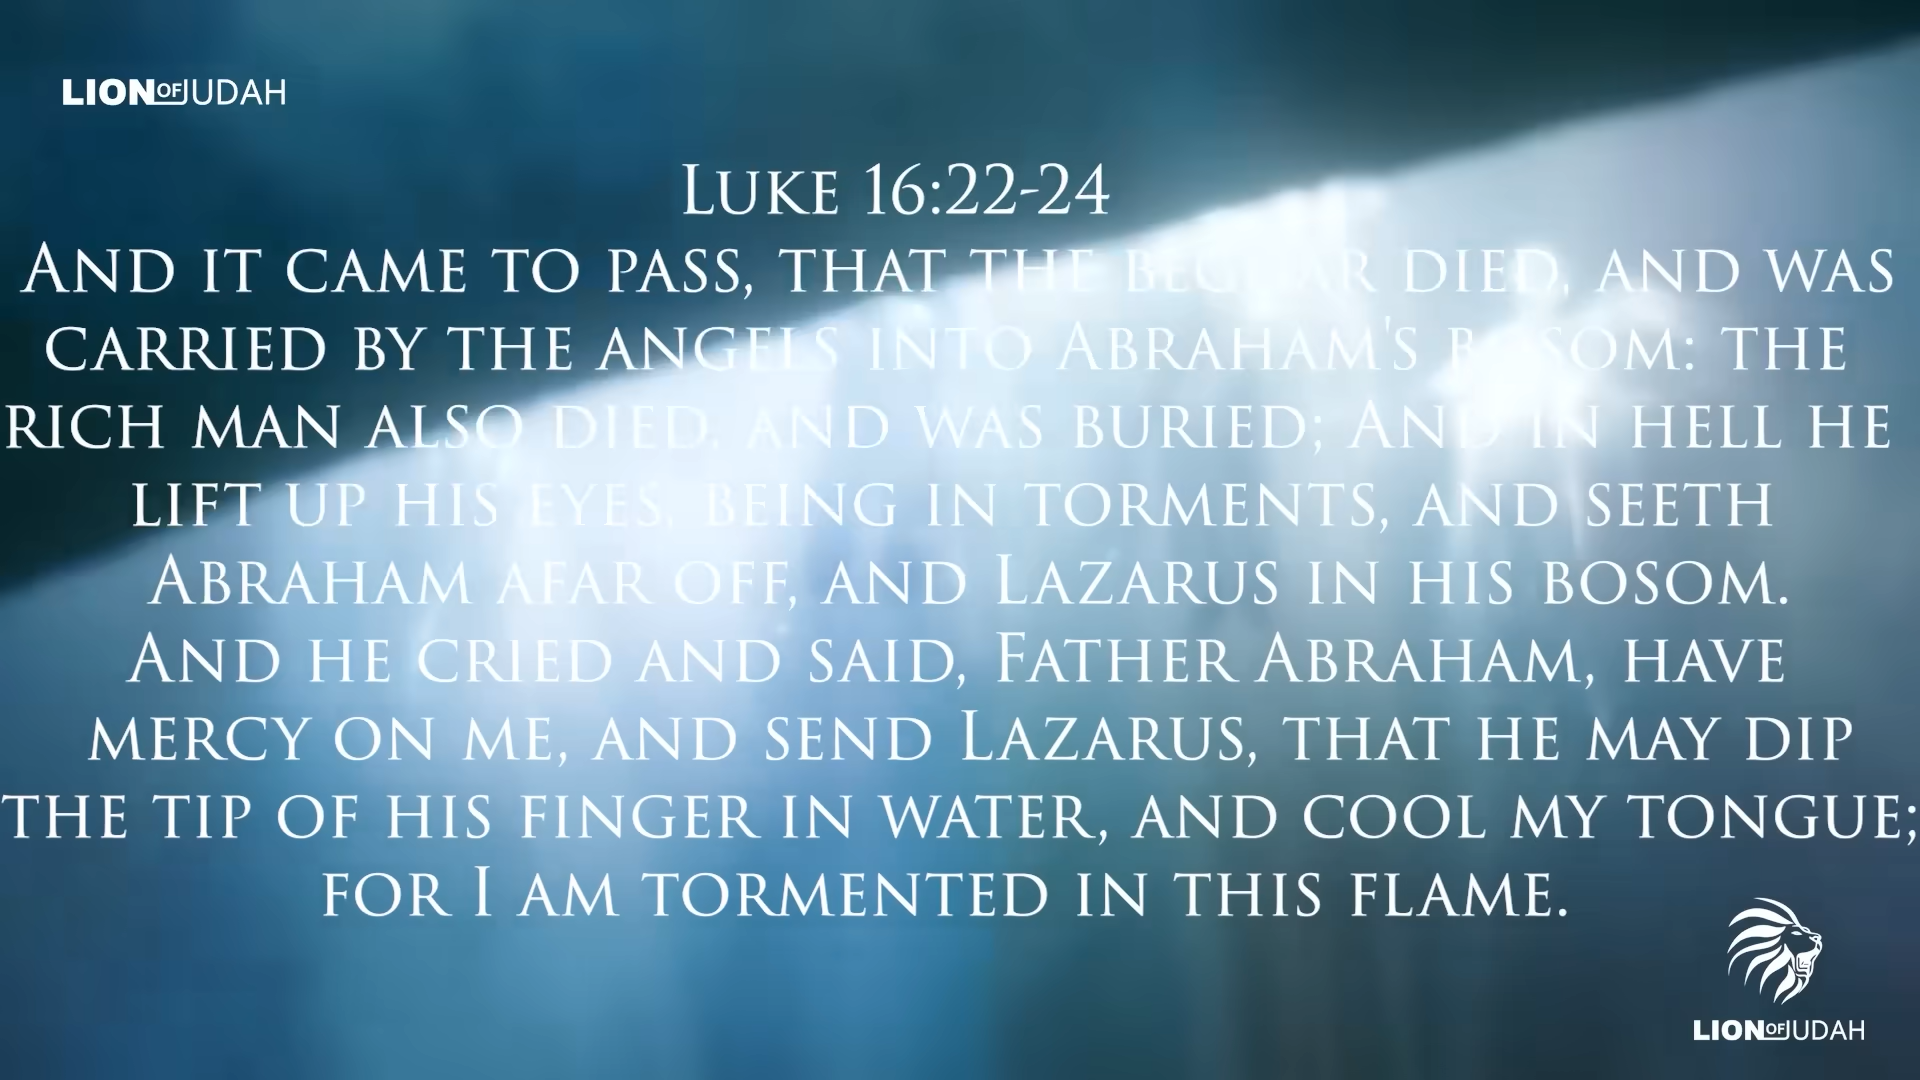 LION OF JUDAH
Luke 16:22-24
And it came to pass, that the beggar died, and was
carried by the angels into Abraham's bosom: the
rich man also died, and was buried; And in hell he
lift up his eyes, being in torments, and seeth
Abraham afar off, and Lazarus in his bosom.
And he cried and said, Father Abraham, have
mercy on me, and send Lazarus, that he may dip
the tip of his finger in water, and cool my tongue;
for I am tormented in this flame.
LION OF JUDAH